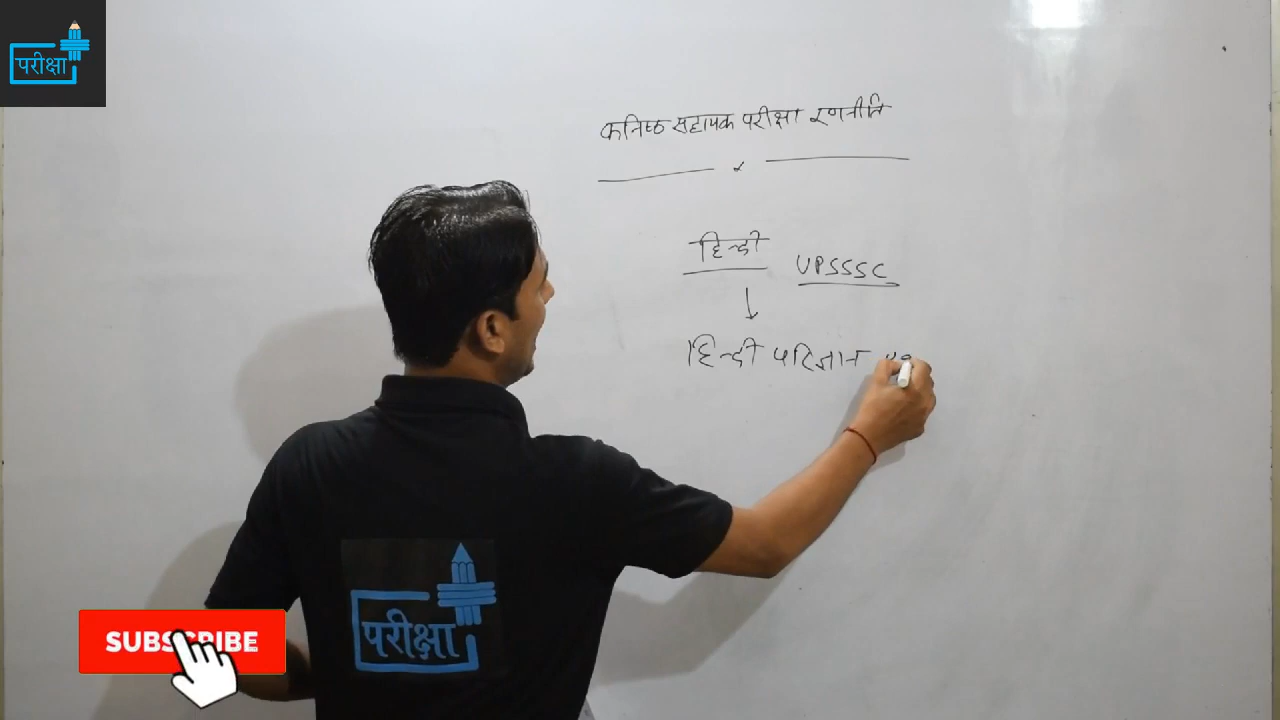 परीक्षा
कनिष्ठ सहायक परीक्षा रणनीति
हिन्दी UPSSSC
हिन्दी परिज्ञान
परीक्षा
SUBSCRIBE